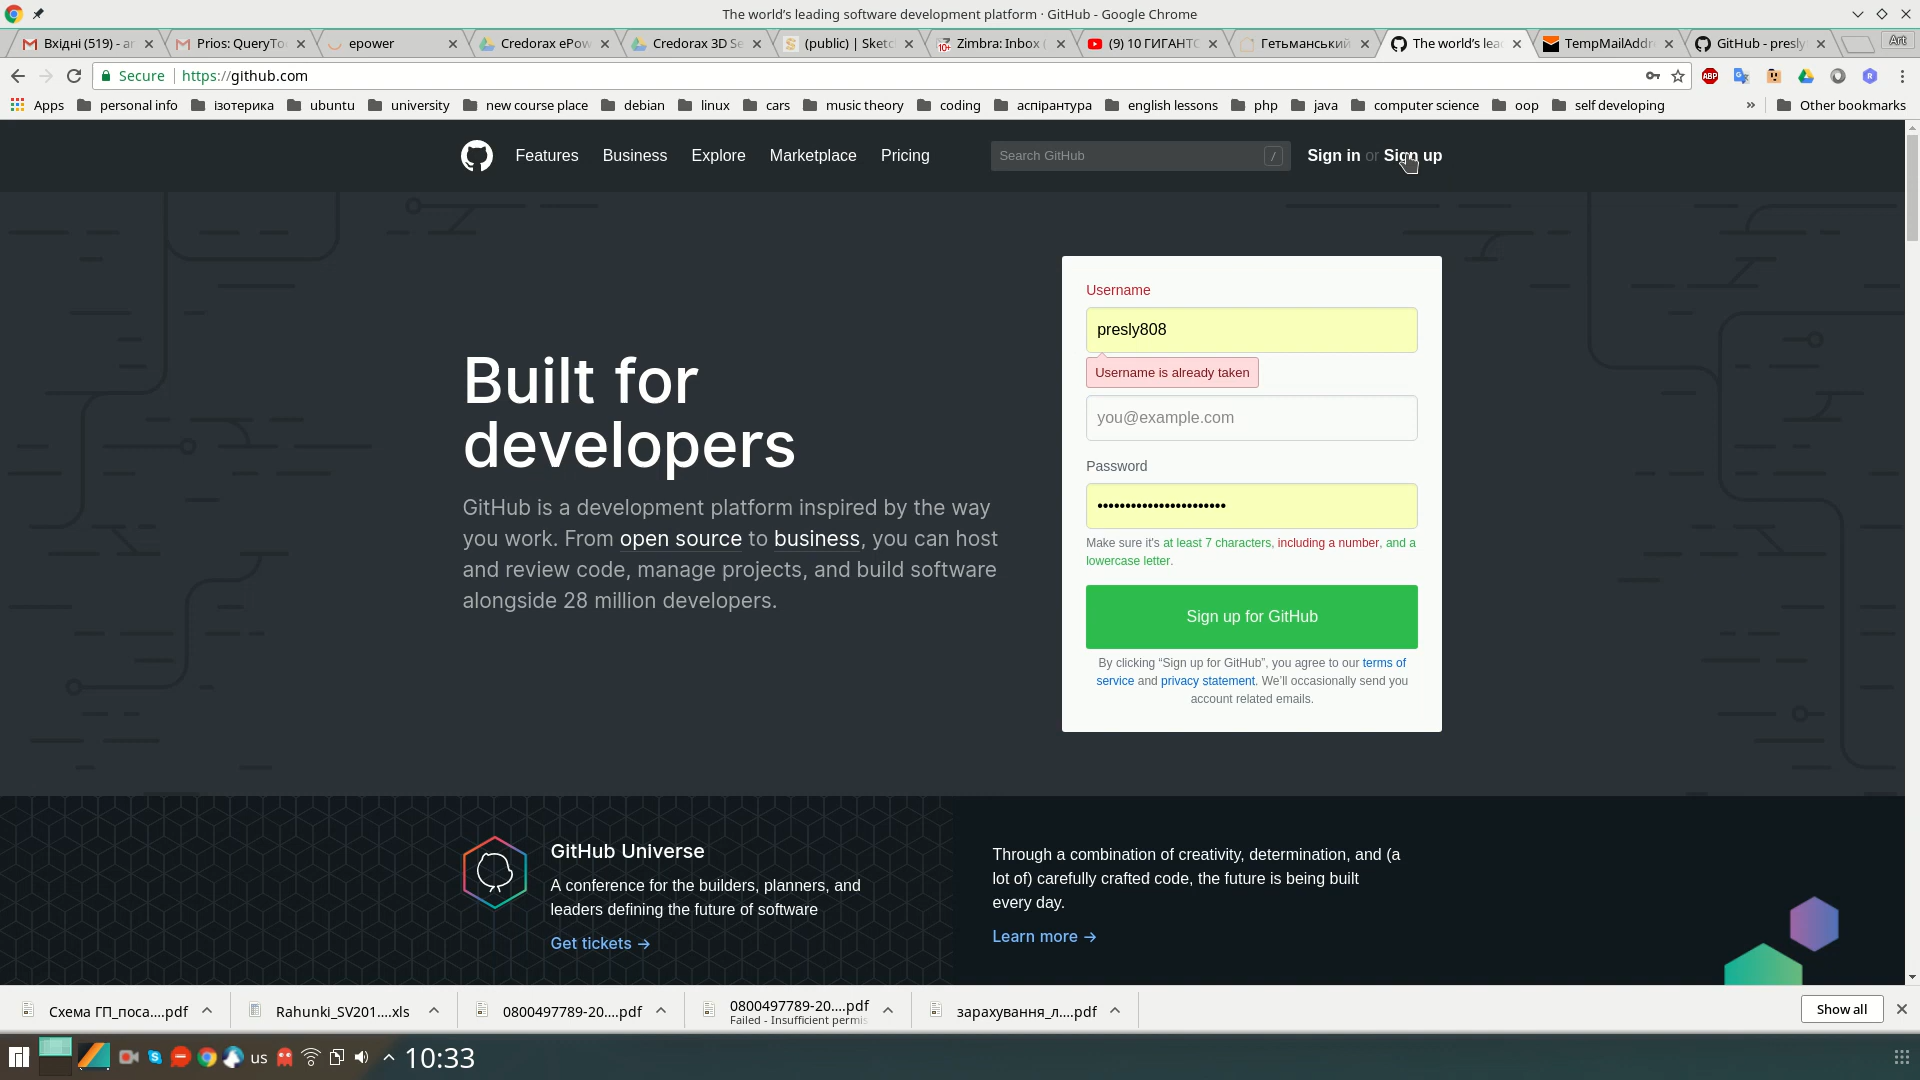 The world's leading software development platform · GitHub - Google Chrome
Вхідні (519) - ar
Prios: QueryToo
epower
Credorax ePow
Credorax 3D Se
(public) | Sketc
Zimbra: Inbox (
(9) 10 ГИГАНТС
Гетьманський
The world's lea
TempMailAddr
GitHub - presly
Art
Secure
https://github.com
ABP
Apps
personal info
ізотерика
ubuntu
university
new course place
debian
linux
cars
music theory
coding
аспірантура
english lessons
php
java
computer science
oop
self developing
»
Other bookmarks
Features
Business
Explore
Marketplace
Pricing
Search GitHub
/
Sign in or Sign up
Username
presly808
Username is already taken
you@example.com
Password
Make sure it's at least 7 characters, including a number, and a
lowercase letter.
Sign up for GitHub
By clicking “Sign up for GitHub”, you agree to our terms of
service and privacy statement. We'll occasionally send you
account related emails.
Built for
developers
GitHub is a development platform inspired by the way
you work. From open source to business, you can host
and review code, manage projects, and build software
alongside 28 million developers.
GitHub Universe
A conference for the builders, planners, and
leaders defining the future of software
Get tickets →
Through a combination of creativity, determination, and (a
lot of) carefully crafted code, the future is being built
every day.
Learn more →
Схема ГП_поса....pdf
Rahunki_SV201....xls
0800497789-20....pdf
0800497789-20....pdf
Failed - Insufficient permis
зарахування_л....pdf
Show all
us
10:33